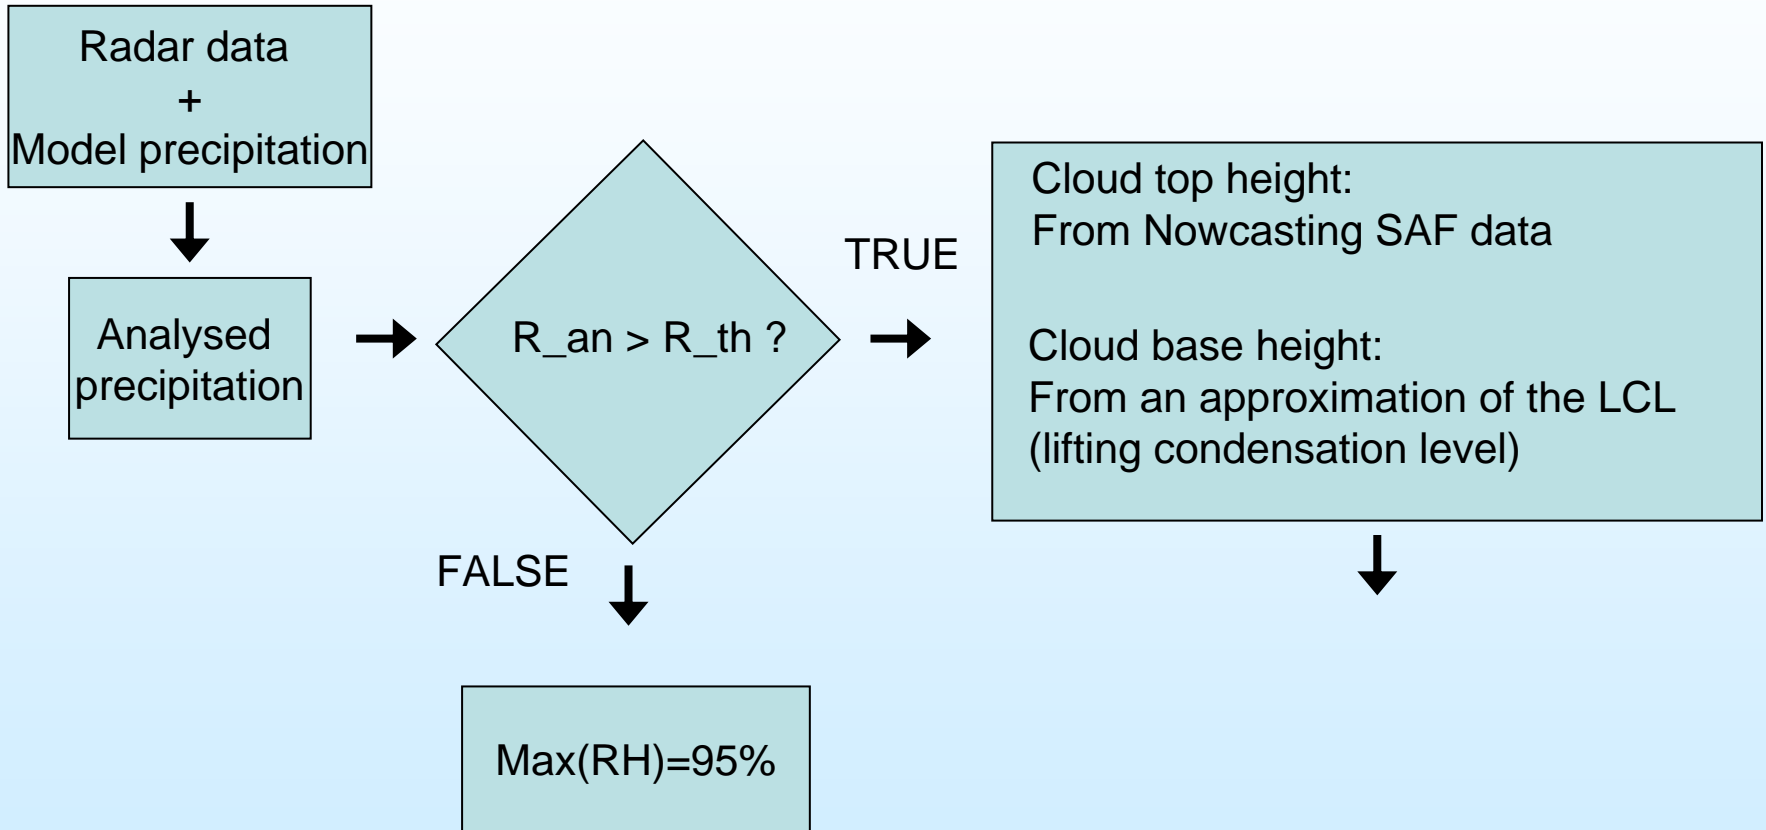 Radar data
+
Model precipitation
Analysed
precipitation
R_an > R_th ?
TRUE
FALSE
Cloud top height:
From Nowcasting SAF data
Cloud base height:
From an approximation of the LCL
(lifting condensation level)
Max(RH)=95%